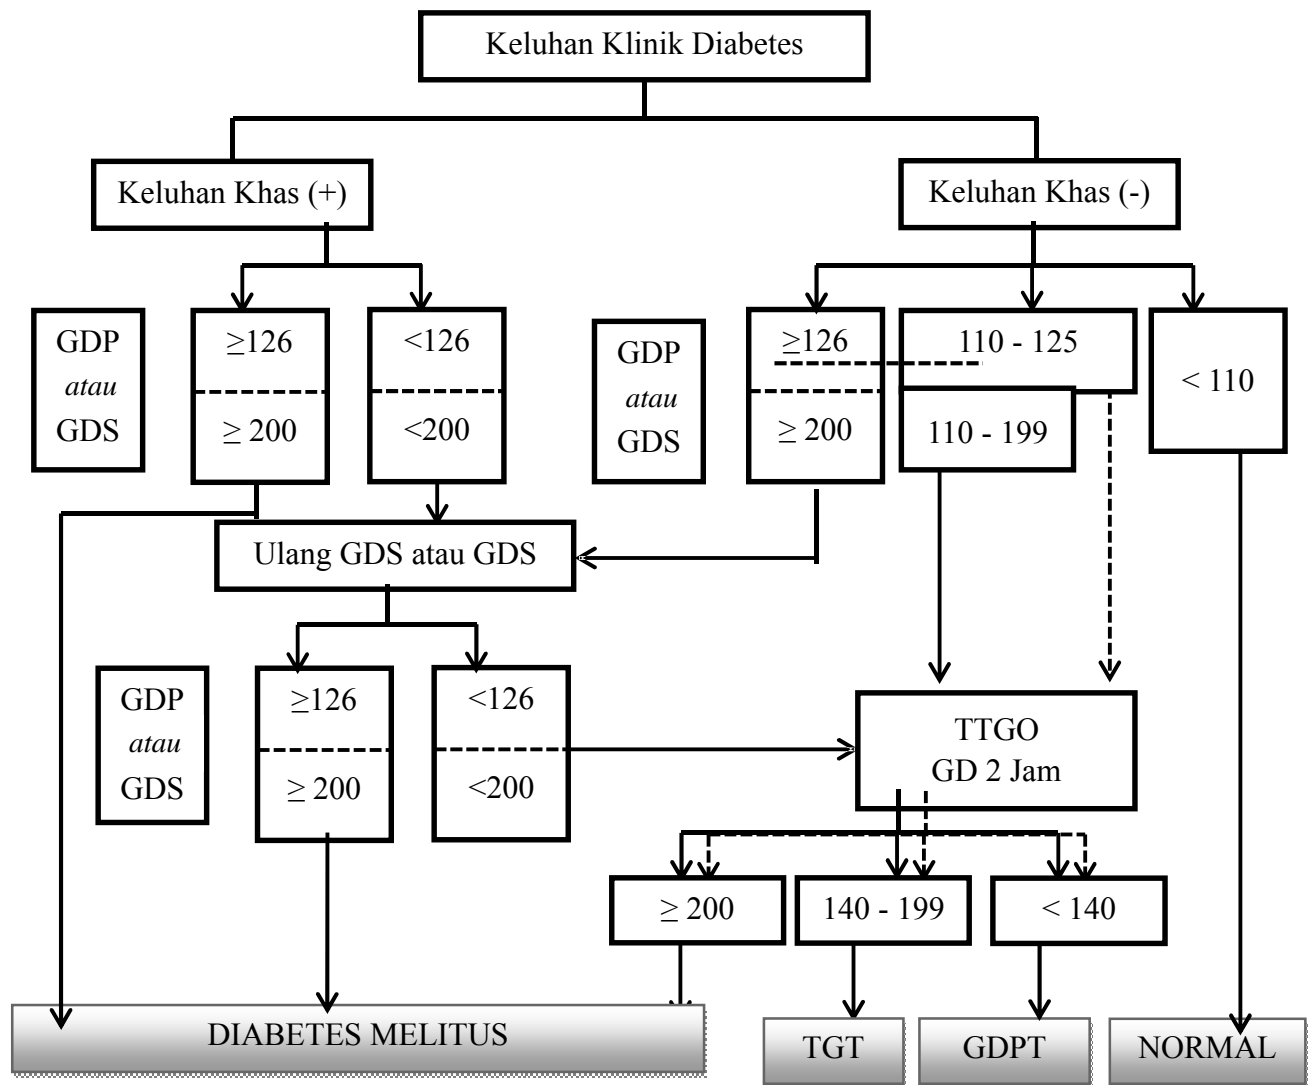 Keluhan Klinik Diabetes
Keluhan Khas (+)
Keluhan Khas (-)
GDP
atau
GDS
≥126
≥ 200
<126
<200
GDP
atau
GDS
≥126
≥ 200
110 - 125
110 - 199
< 110
Ulang GDS atau GDS
GDP
atau
GDS
≥126
≥ 200
<126
<200
TTGO
GD 2 Jam
≥ 200
140 - 199
< 140
DIABETES MELITUS
TGT
GDPT
NORMAL